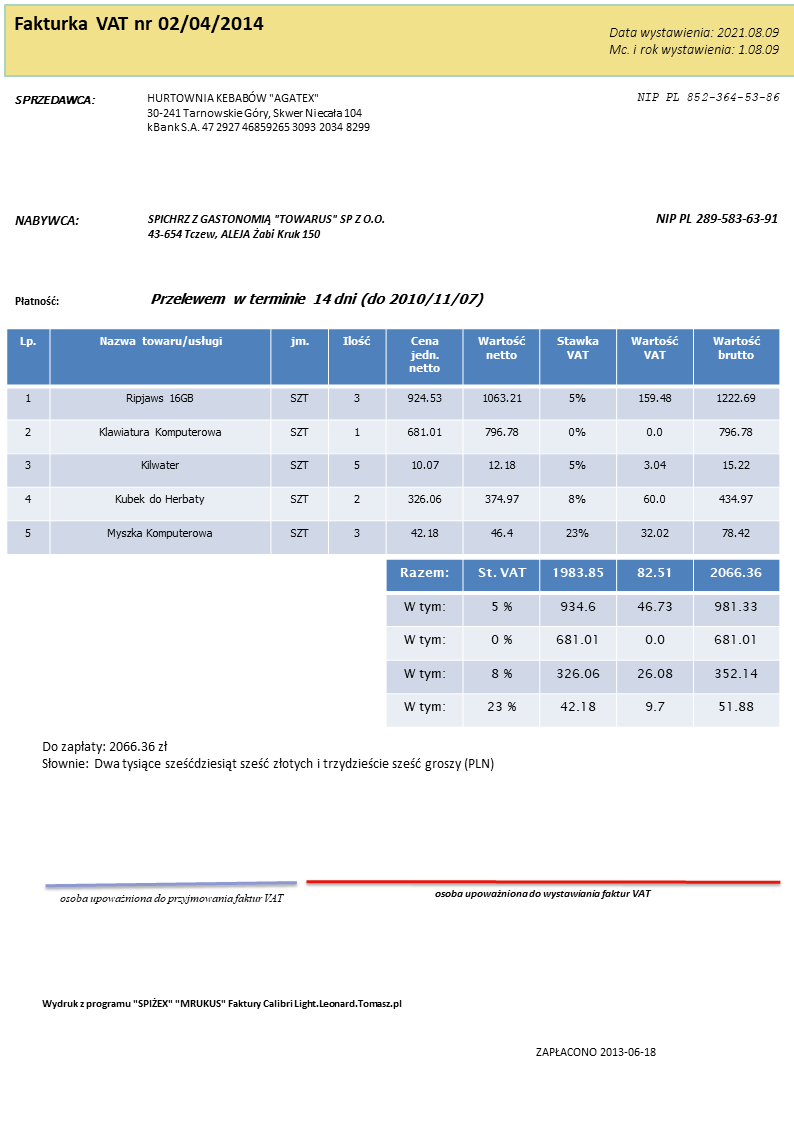 Fakturka VAT nr 02/04/2014
Data wystawienia: 2021.08.09
Mc. i rok wystawienia: 1.08.09
SPRZEDAWCA:
HURTOWNIA KEBABÓW "AGATEX"
30-241 Tarnowskie Góry, Skwer Niecała 104
kBank S.A. 47 2927 46859265 3093 2034 8299
NIP PL 852-364-53-86
NABYWCA:
SPICHRZ Z GASTONOMIĄ "TOWARUS" SP Z O.O.
43-654 Tczew, ALEJA Żabi Kruk 150
NIP PL 289-583-63-91
Płatność: Przelewem w terminie 14 dni (do 2010/11/07)
Lp. Nazwa towaru/usługi jm. Ilość Cena jedn. netto Wartość netto Stawka VAT Wartość VAT Wartość brutto
1 Ripjaws 16GB SZT 3 924.53 1063.21 5% 159.48 1222.69
2 Klawiatura Komputerowa SZT 1 681.01 796.78 0% 0.0 796.78
3 Kilwater SZT 5 10.07 12.18 5% 3.04 15.22
4 Kubek do Herbaty SZT 2 326.06 374.97 8% 60.0 434.97
5 Myszka Komputerowa SZT 3 42.18 46.4 23% 32.02 78.42
Razem: St. VAT 1983.85 82.51 2066.36
W tym: 5 % 934.6 46.73 981.33
W tym: 0 % 681.01 0.0 681.01
W tym: 8 % 326.06 26.08 352.14
W tym: 23 % 42.18 9.7 51.88
Do zapłaty: 2066.36 zł
Słownie: Dwa tysiące sześćdziesiąt sześć złotych i trzydzieście sześć groszy (PLN)
osoba upoważniona do przyjmowania faktur VAT
osoba upoważniona do wystawiania faktur VAT
Wydruk z programu "SPIŻEX" "MRUKUS" Faktury Calibri Light.Leonard.Tomasz.pl
ZAPŁACONO 2013-06-18